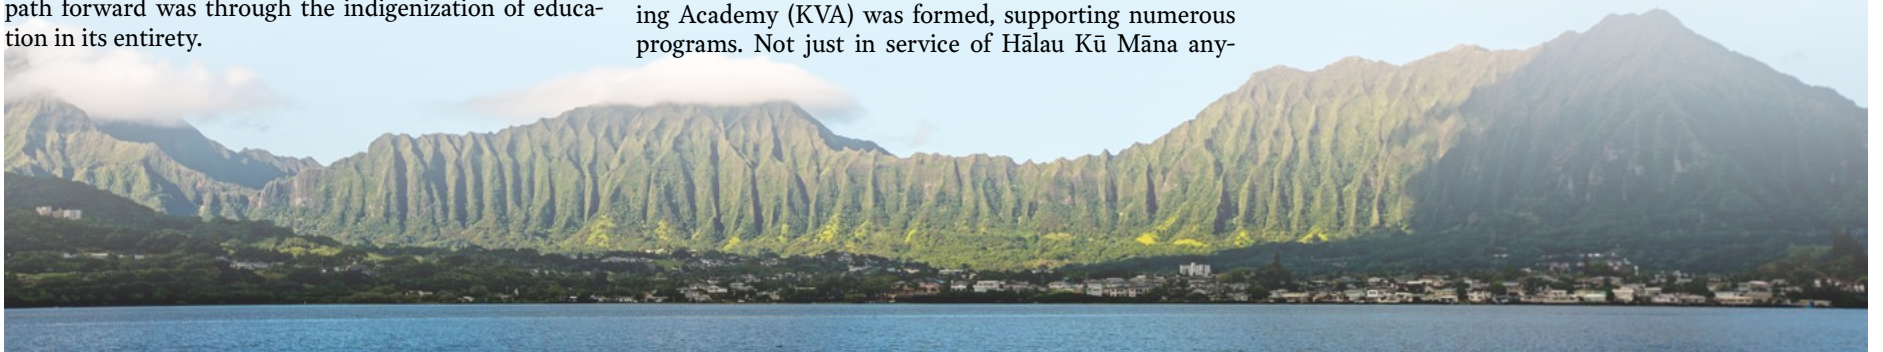 path forward was through the indigenization of educa-
tion in its entirety.
ing Academy (KVA) was formed, supporting numerous
programs. Not just in service of Hālau Kū Māna any-